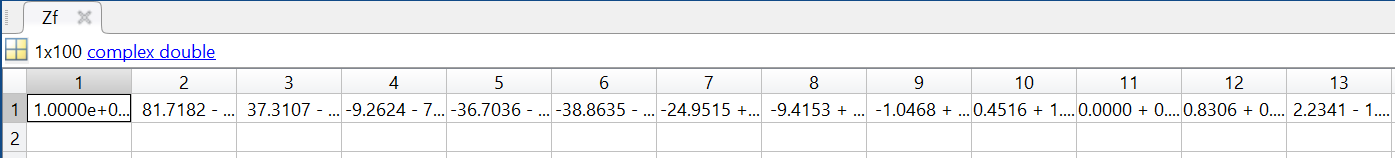 Zf
1x100 complex double
1 2 3 4 5 6 7 8 9 10 11 12 13
1 1.0000e+0... 81.7182 - ... 37.3107 - ... -9.2624 - 7... -36.7036 - ... -38.8635 - ... -24.9515 + ... -9.4153 + ... -1.0468 + ... 0.4516 + 1.... 0.0000 + 0.... 0.8306 + 0.... 2.2341 - 1....
2